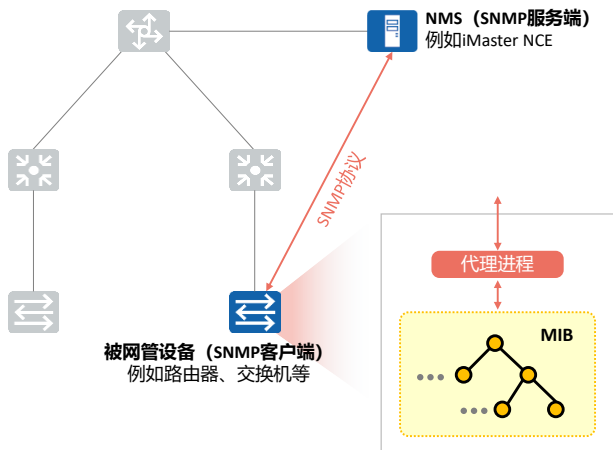 NMS（SNMP服务端）
例如iMaster NCE
SNMP协议
代理进程
MIB
被网管设备（SNMP客户端）
例如路由器、交换机等